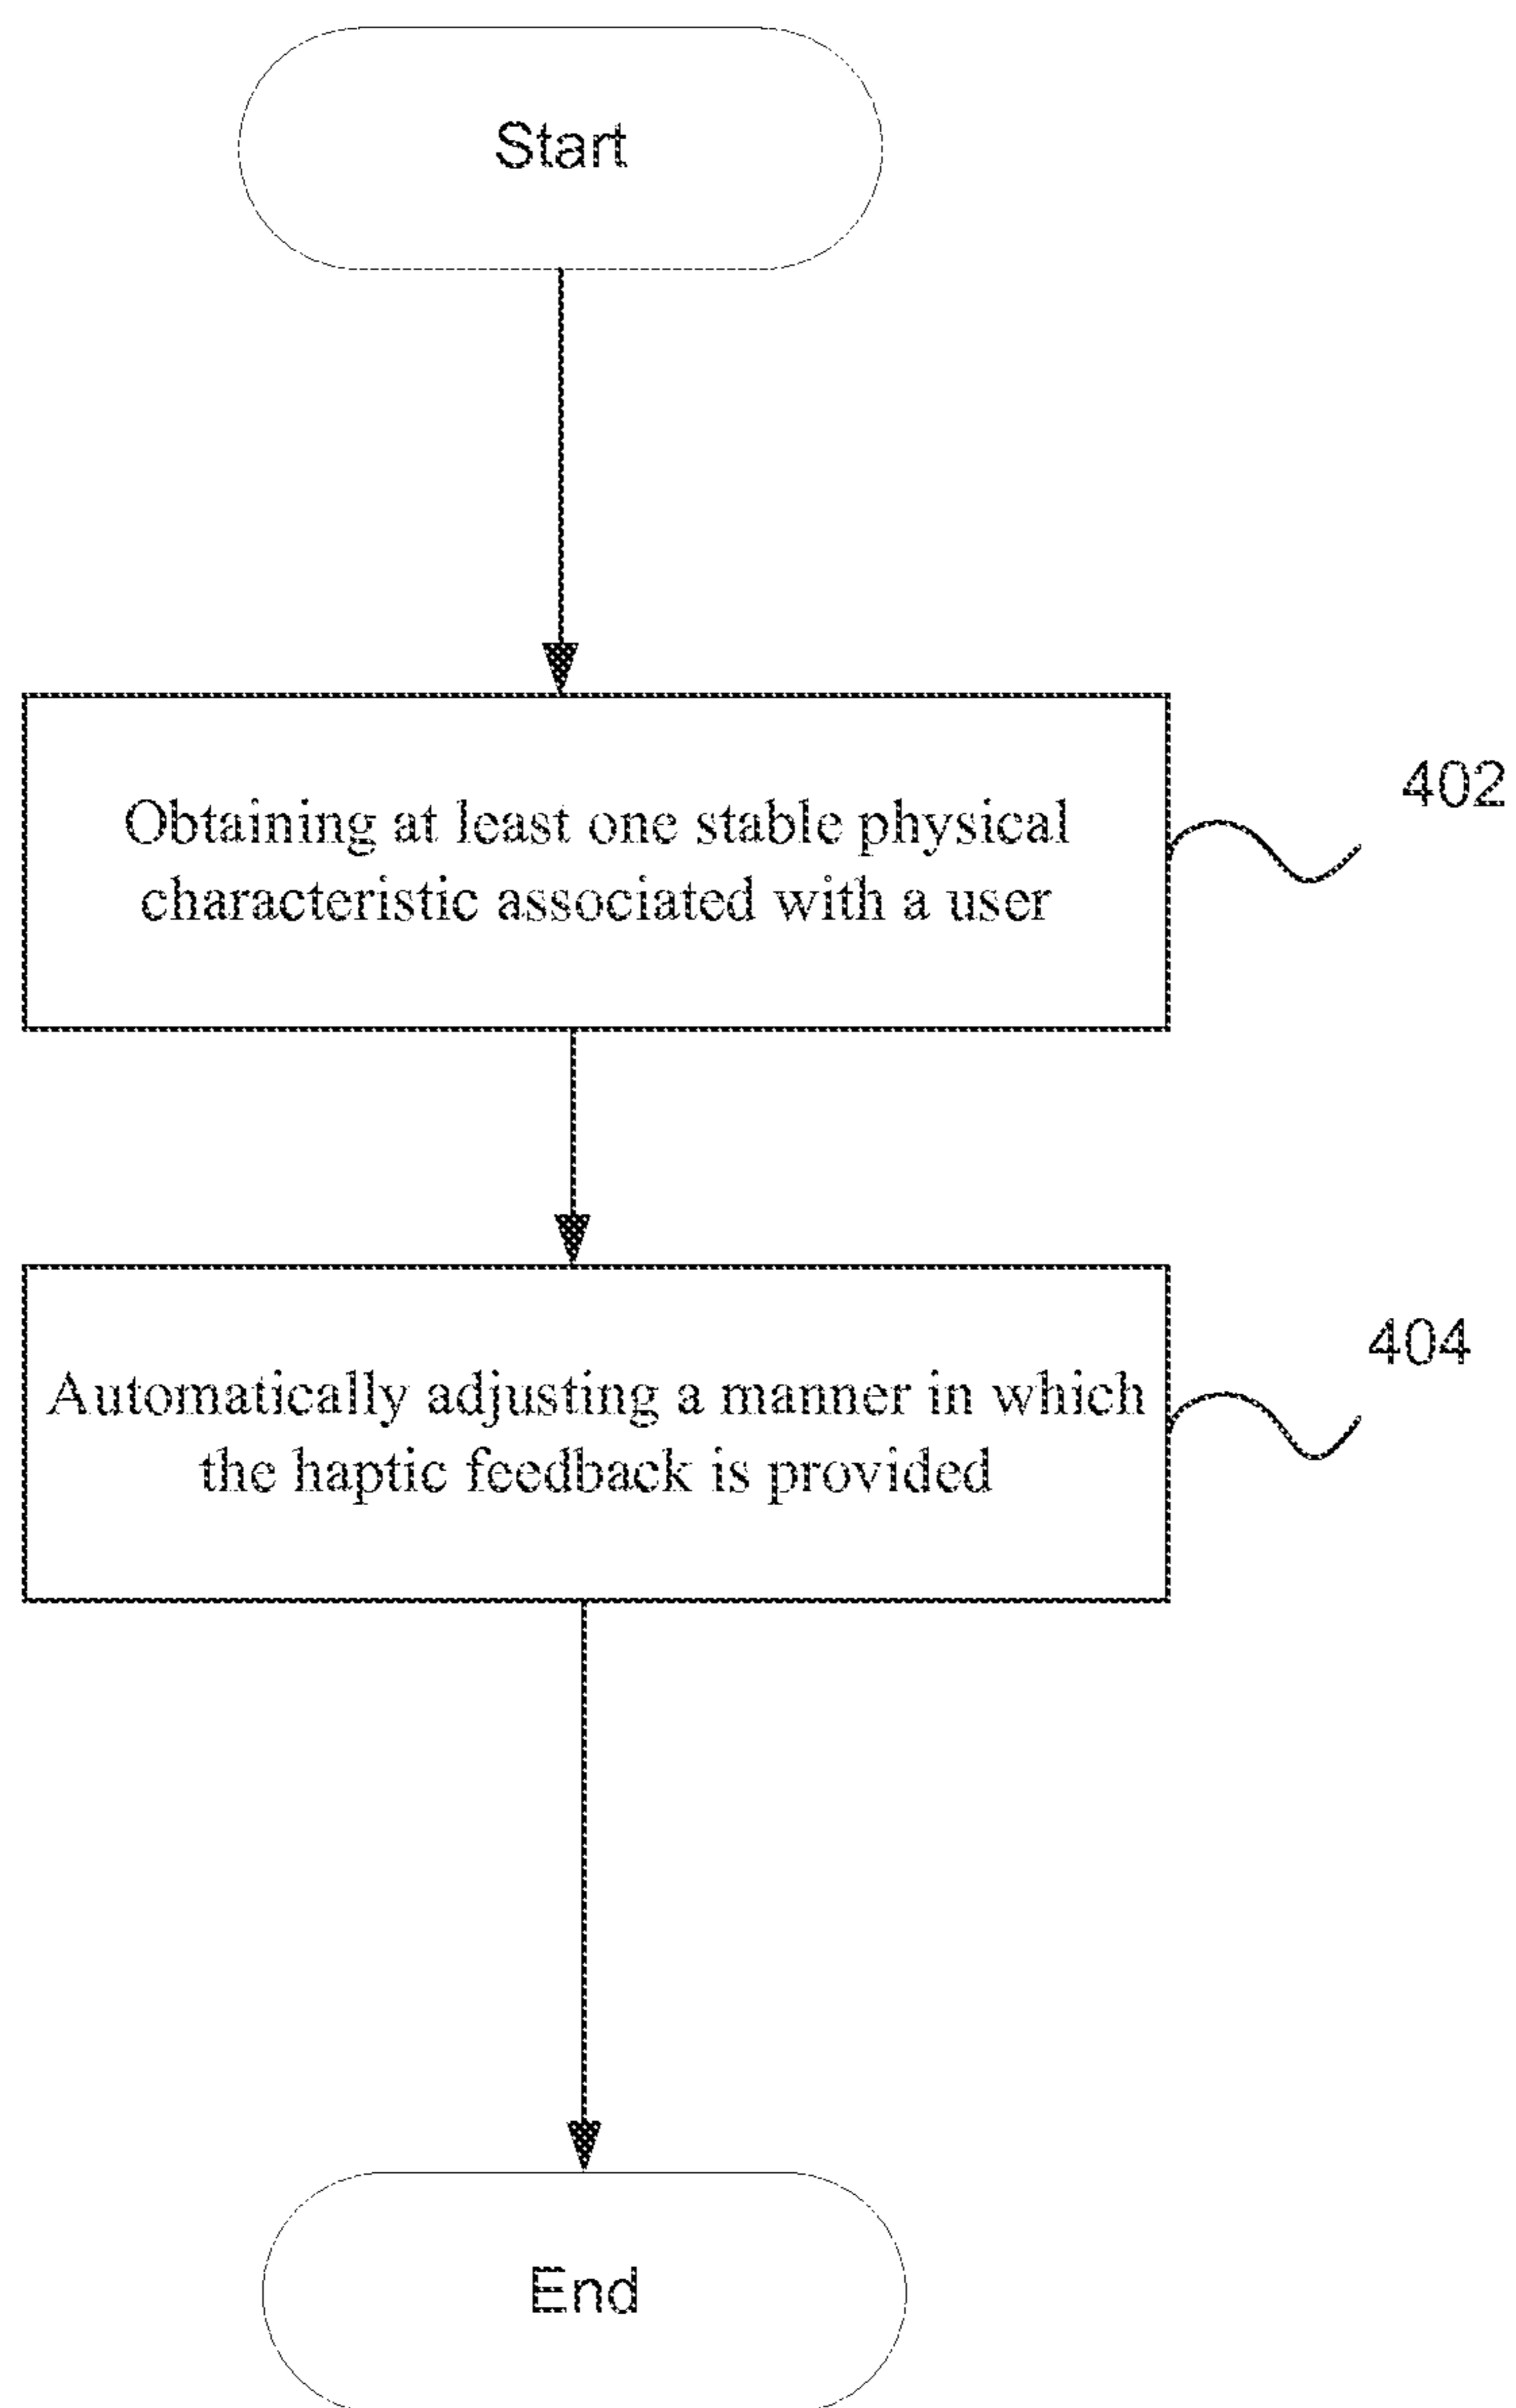 Start
Obtaining at least one stable physical
characteristic associated with a user
402
Automatically adjusting a manner in which
the haptic feedback is provided
404
End